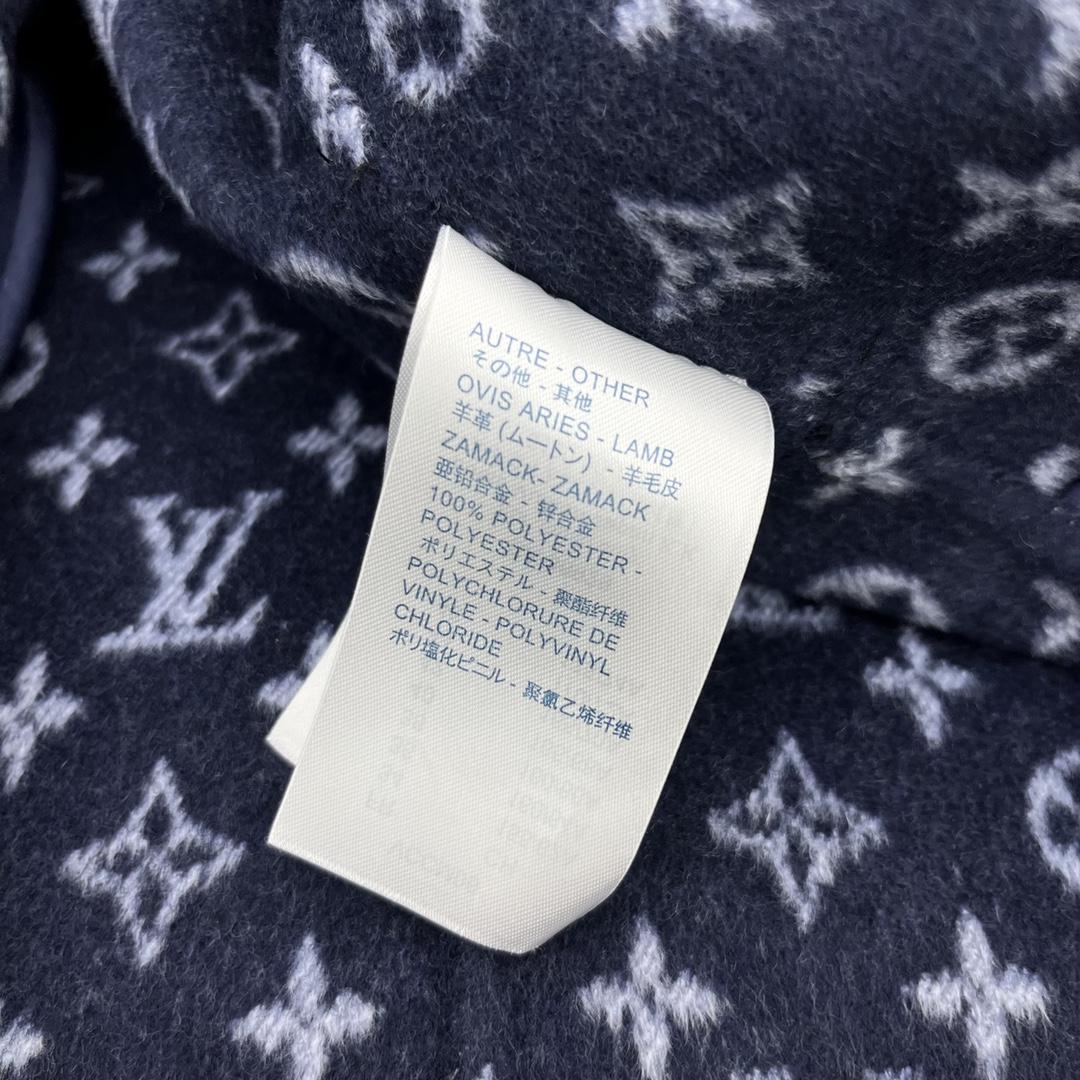 AUTRE - OTHER
その他 - 其他
OVIS ARIES - LAMB
羊革 (ムートン) - 羊毛皮
ZAMACK- ZAMACK
亜鉛合金 - 锌合金
100% POLYESTER -
POLYESTER
ポリエステル - 聚酯纤维
POLYCHLORURE DE
VINYLE - POLYVINYL
CHLORIDE
ポリ塩化ビニル - 聚氯乙烯纤维